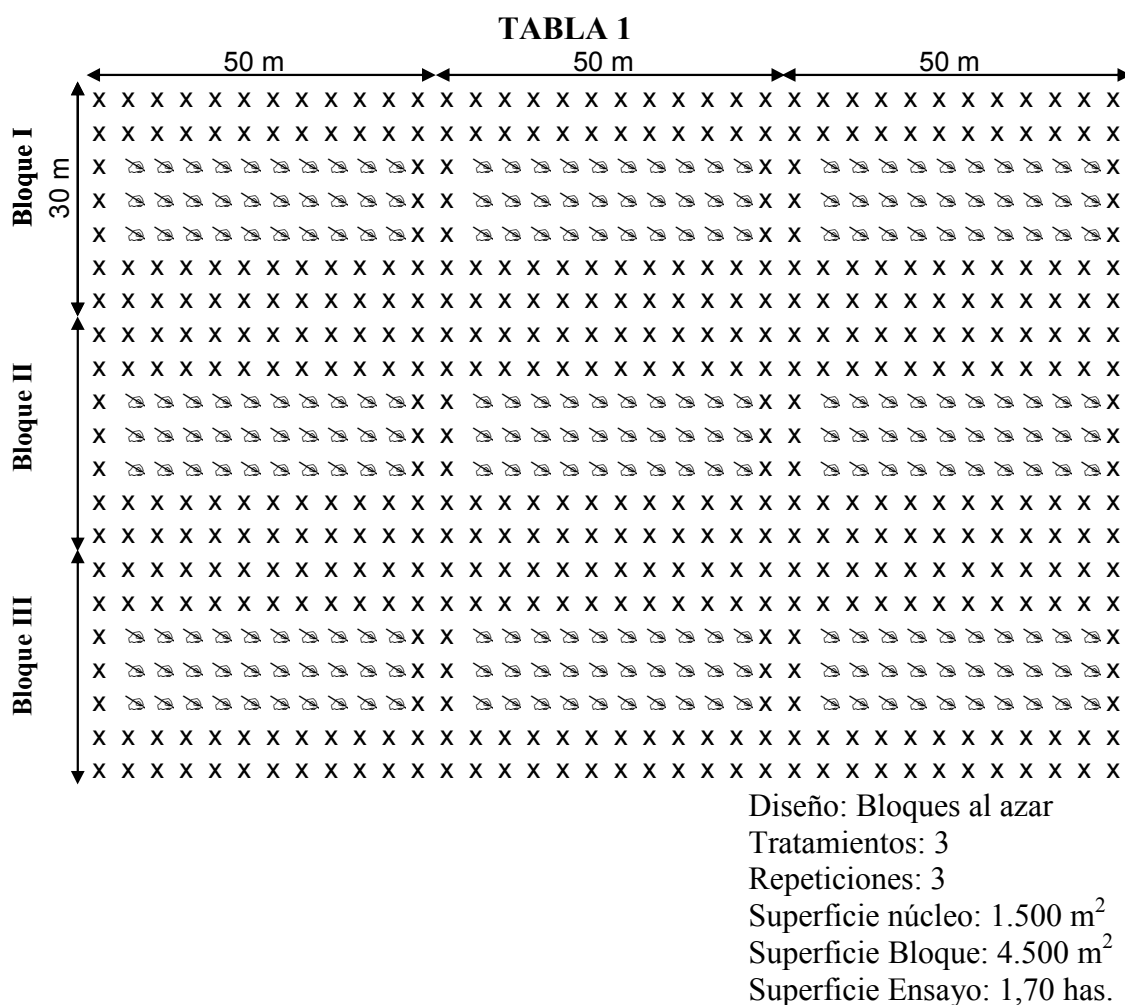 TABLA 1
50 m 50 m 50 m
Bloque I
30 m
X X X X X X X X X X X X X X X X X X X X X X X X X X X X X X X X X X X X
X X X X X X X X X X X X X X X X X X X X X X X X X X X X X X X X X X X X
X X X X X X
X X X X X X
X X X X X X
X X X X X X X X X X X X X X X X X X X X X X X X X X X X X X X X X X X X
X X X X X X X X X X X X X X X X X X X X X X X X X X X X X X X X X X X X
Bloque II
X X X X X X X X X X X X X X X X X X X X X X X X X X X X X X X X X X X X
X X X X X X X X X X X X X X X X X X X X X X X X X X X X X X X X X X X X
X X X X X X
X X X X X X
X X X X X X
X X X X X X X X X X X X X X X X X X X X X X X X X X X X X X X X X X X X
X X X X X X X X X X X X X X X X X X X X X X X X X X X X X X X X X X X X
Bloque III
X X X X X X X X X X X X X X X X X X X X X X X X X X X X X X X X X X X X
X X X X X X X X X X X X X X X X X X X X X X X X X X X X X X X X X X X X
X X X X X X
X X X X X X
X X X X X X
X X X X X X X X X X X X X X X X X X X X X X X X X X X X X X X X X X X X
X X X X X X X X X X X X X X X X X X X X X X X X X X X X X X X X X X X X
Diseño: Bloques al azar
Tratamientos: 3
Repeticiones: 3
Superficie núcleo: 1.500 m²
Superficie Bloque: 4.500 m²
Superficie Ensayo: 1,70 has.